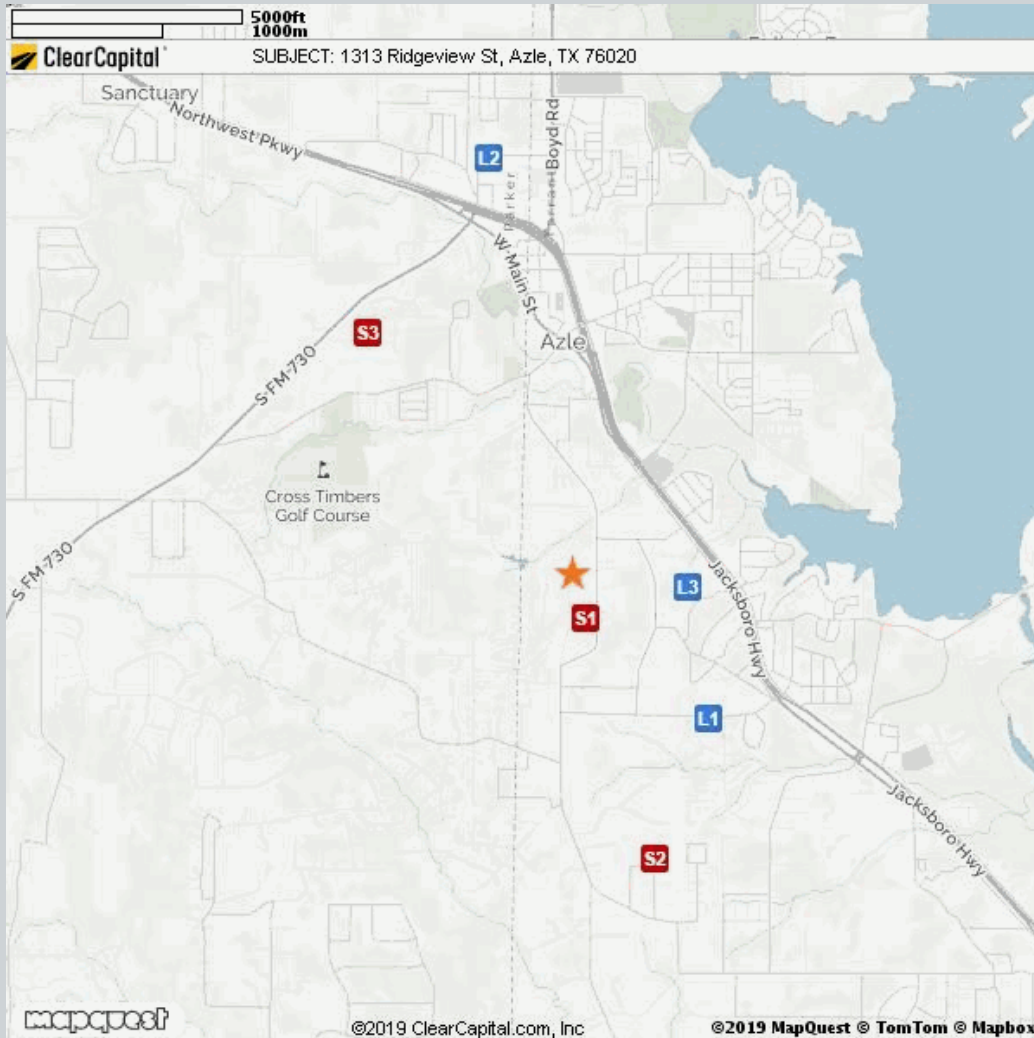 5000ft
1000m
ClearCapital
SUBJECT: 1313 Ridgeview St, Azle, TX 76020
Sanctuary
Northwest Pkwy
Boyd Rd
L2
Parker
Tarrant
W Main St
S3
Azle
S-FM-730
Cross Timbers
Golf Course
S-FM-730
S1
L3
Jacksboro Hwy
L1
Jacksboro Hwy
S2
mapquest
©2019 ClearCapital.com, Inc
©2019 MapQuest © TomTom © Mapbox